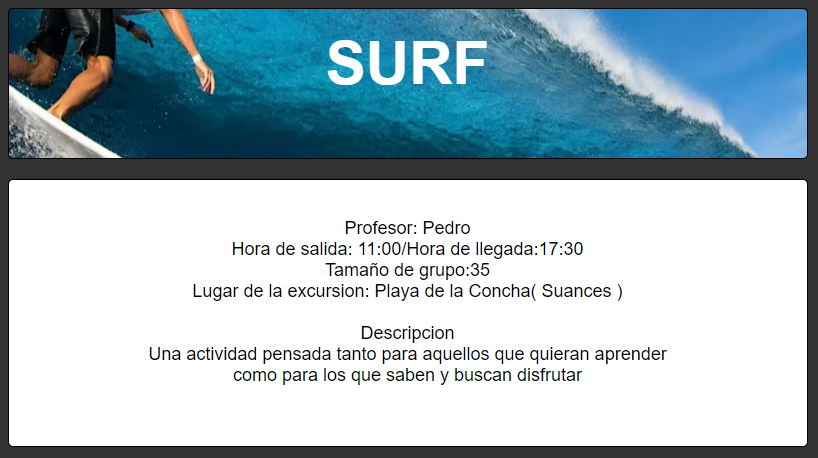 SURF
Profesor: Pedro
Hora de salida: 11:00/Hora de llegada:17:30
Tamaño de grupo:35
Lugar de la excursion: Playa de la Concha( Suances )
Descripcion
Una actividad pensada tanto para aquellos que quieran aprender
como para los que saben y buscan disfrutar